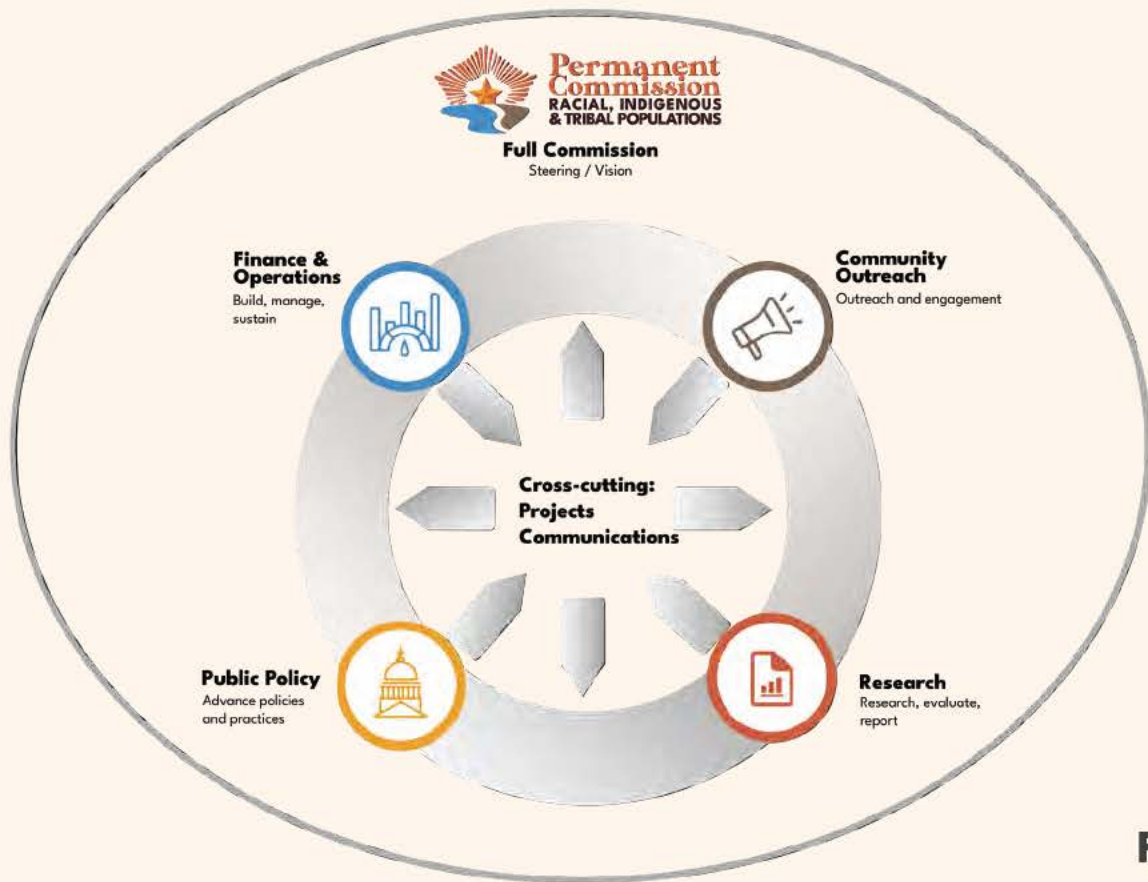 Permanent
Commission
RACIAL, INDIGENOUS
& TRIBAL POPULATIONS
Full Commission
Steering / Vision
Finance &
Operations
Build, manage,
sustain
Community
Outreach
Outreach and engagement
Cross-cutting:
Projects
Communications
Public Policy
Advance policies
and practices
Research
Research, evaluate,
report